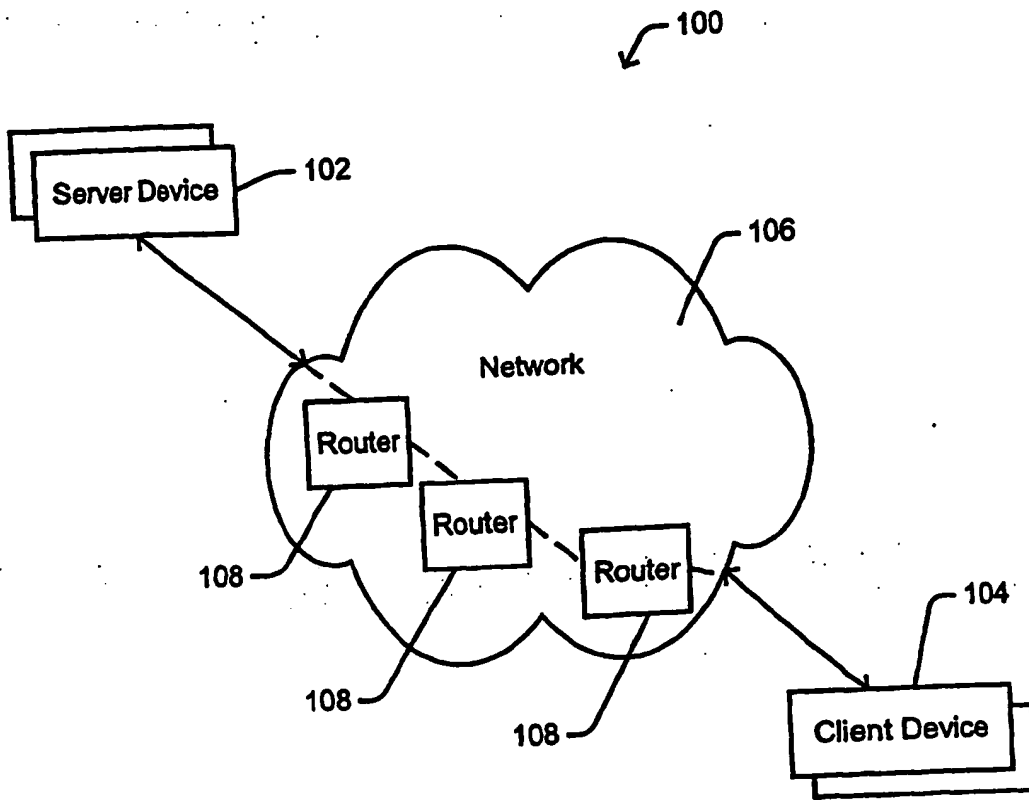 100
Server Device
102
106
Network
Router
Router
Router
108
108
108
104
Client Device